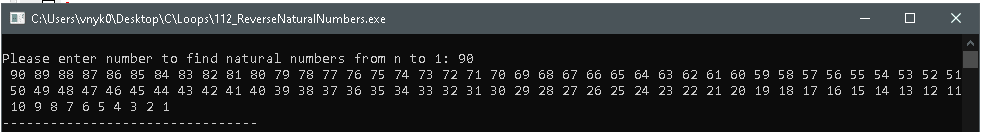 C:\Users\vnyk0\Desktop\C\Loops\112_ReverseNaturalNumbers.exe
Please enter number to find natural numbers from n to 1: 90
90 89 88 87 86 85 84 83 82 81 80 79 78 77 76 75 74 73 72 71 70 69 68 67 66 65 64 63 62 61 60 59 58 57 56 55 54 53 52 51
50 49 48 47 46 45 44 43 42 41 40 39 38 37 36 35 34 33 32 31 30 29 28 27 26 25 24 23 22 21 20 19 18 17 16 15 14 13 12 11
10 9 8 7 6 5 4 3 2 1
--------------------------------